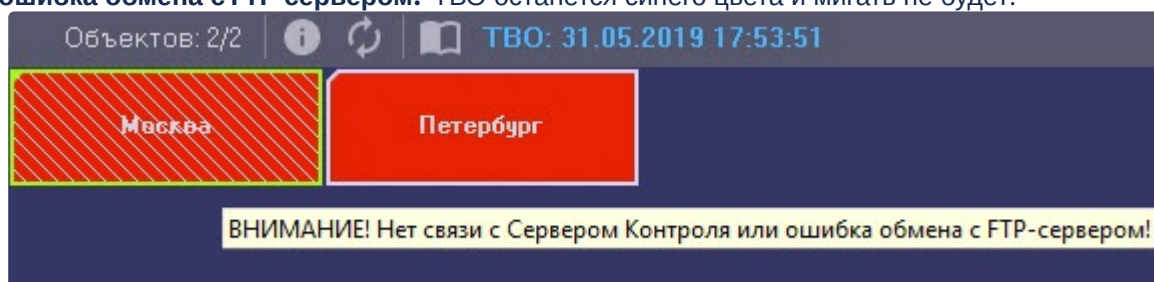 ошибка обмена с FTP-сервером! ТВО останется синего цвета и мигать не будет.
Объектов: 2/2 ТВО: 31.05.2019 17:53:51
Москва Петербург
ВНИМАНИЕ! Нет связи с Сервером Контроля или ошибка обмена с FTP-сервером!